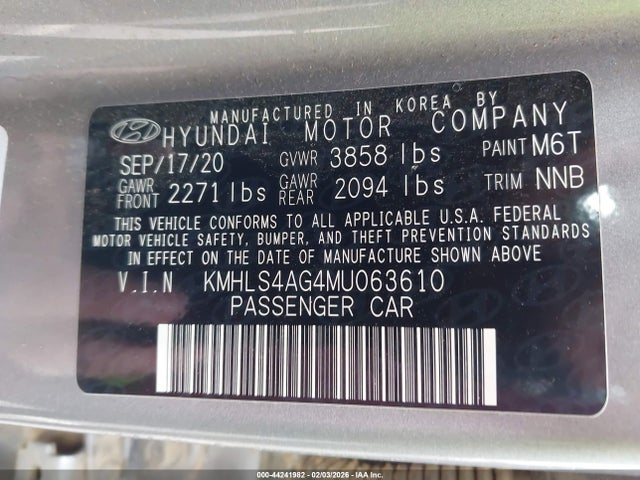 MANUFACTURED IN KOREA BY
HYUNDAI MOTOR COMPANY
SEP/17/20 GVWR 3858 lbs PAINT M6T
GAWR FRONT 2271 lbs GAWR REAR 2094 lbs TRIM NNB
THIS VEHICLE CONFORMS TO ALL APPLICABLE U.S.A. FEDERAL
MOTOR VEHICLE SAFETY, BUMPER, AND THEFT PREVENTION
STANDARDS IN EFFECT ON THE DATE OF MANUFACTURE SHOWN ABOVE
V.I.N KMHLS4AG4MU063610
PASSENGER CAR
000-44241982 - 02/03/2026 - IAA Inc.